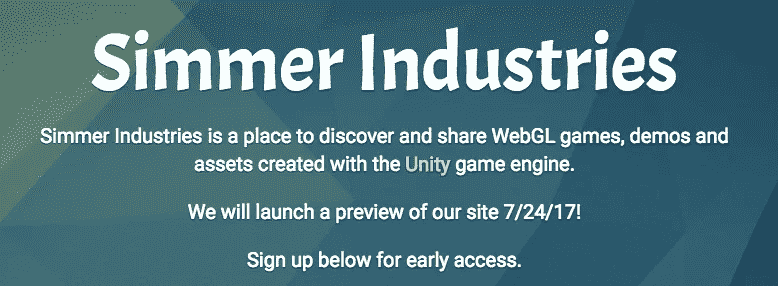 Simmer Industries
Simmer Industries is a place to discover and share WebGL games, demos and
assets created with the Unity game engine.
We will launch a preview of our site 7/24/17!
Sign up below for early access.